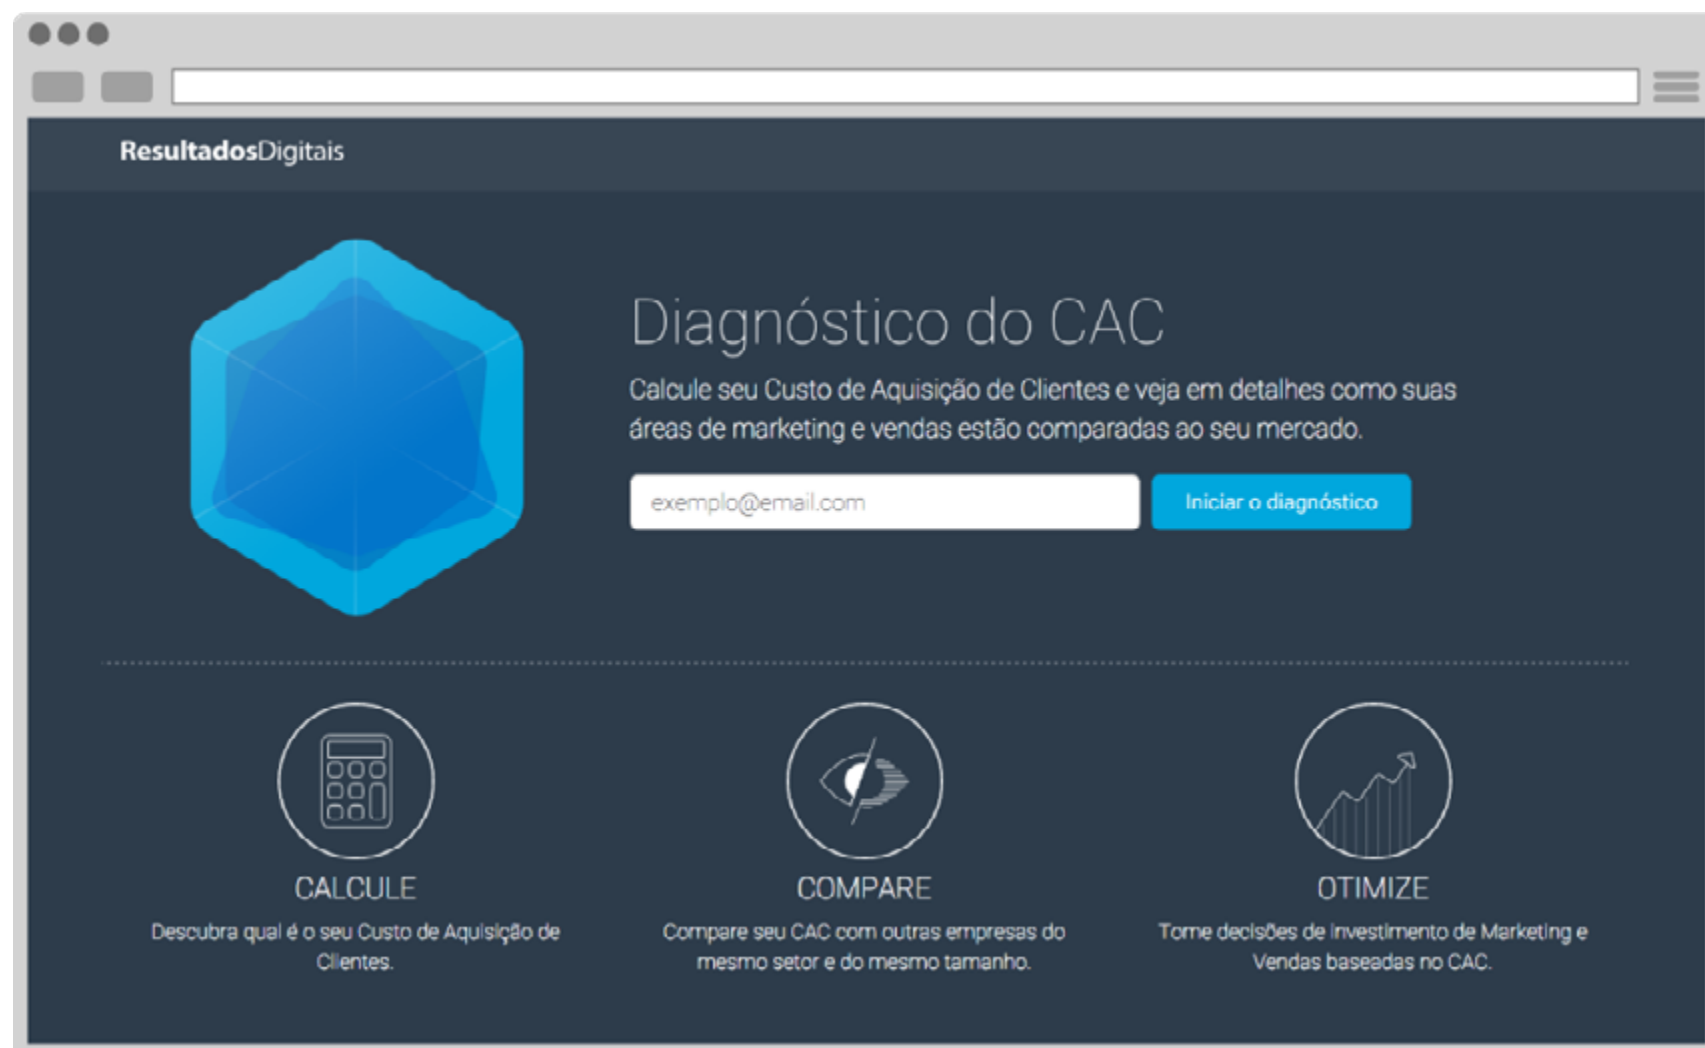 ResultadosDigitais
Diagnóstico do CAC
Calcule seu Custo de Aquisição de Clientes e veja em detalhes como suas
áreas de marketing e vendas estão comparadas ao seu mercado.
exemplo@email.com
Iniciar o diagnóstico
CALCULE
Descubra qual é o seu Custo de Aquisição de
Clientes.
COMPARE
Compare seu CAC com outras empresas do
mesmo setor e do mesmo tamanho.
OTIMIZE
Tome decisões de Investimento de Marketing e
Vendas baseadas no CAC.